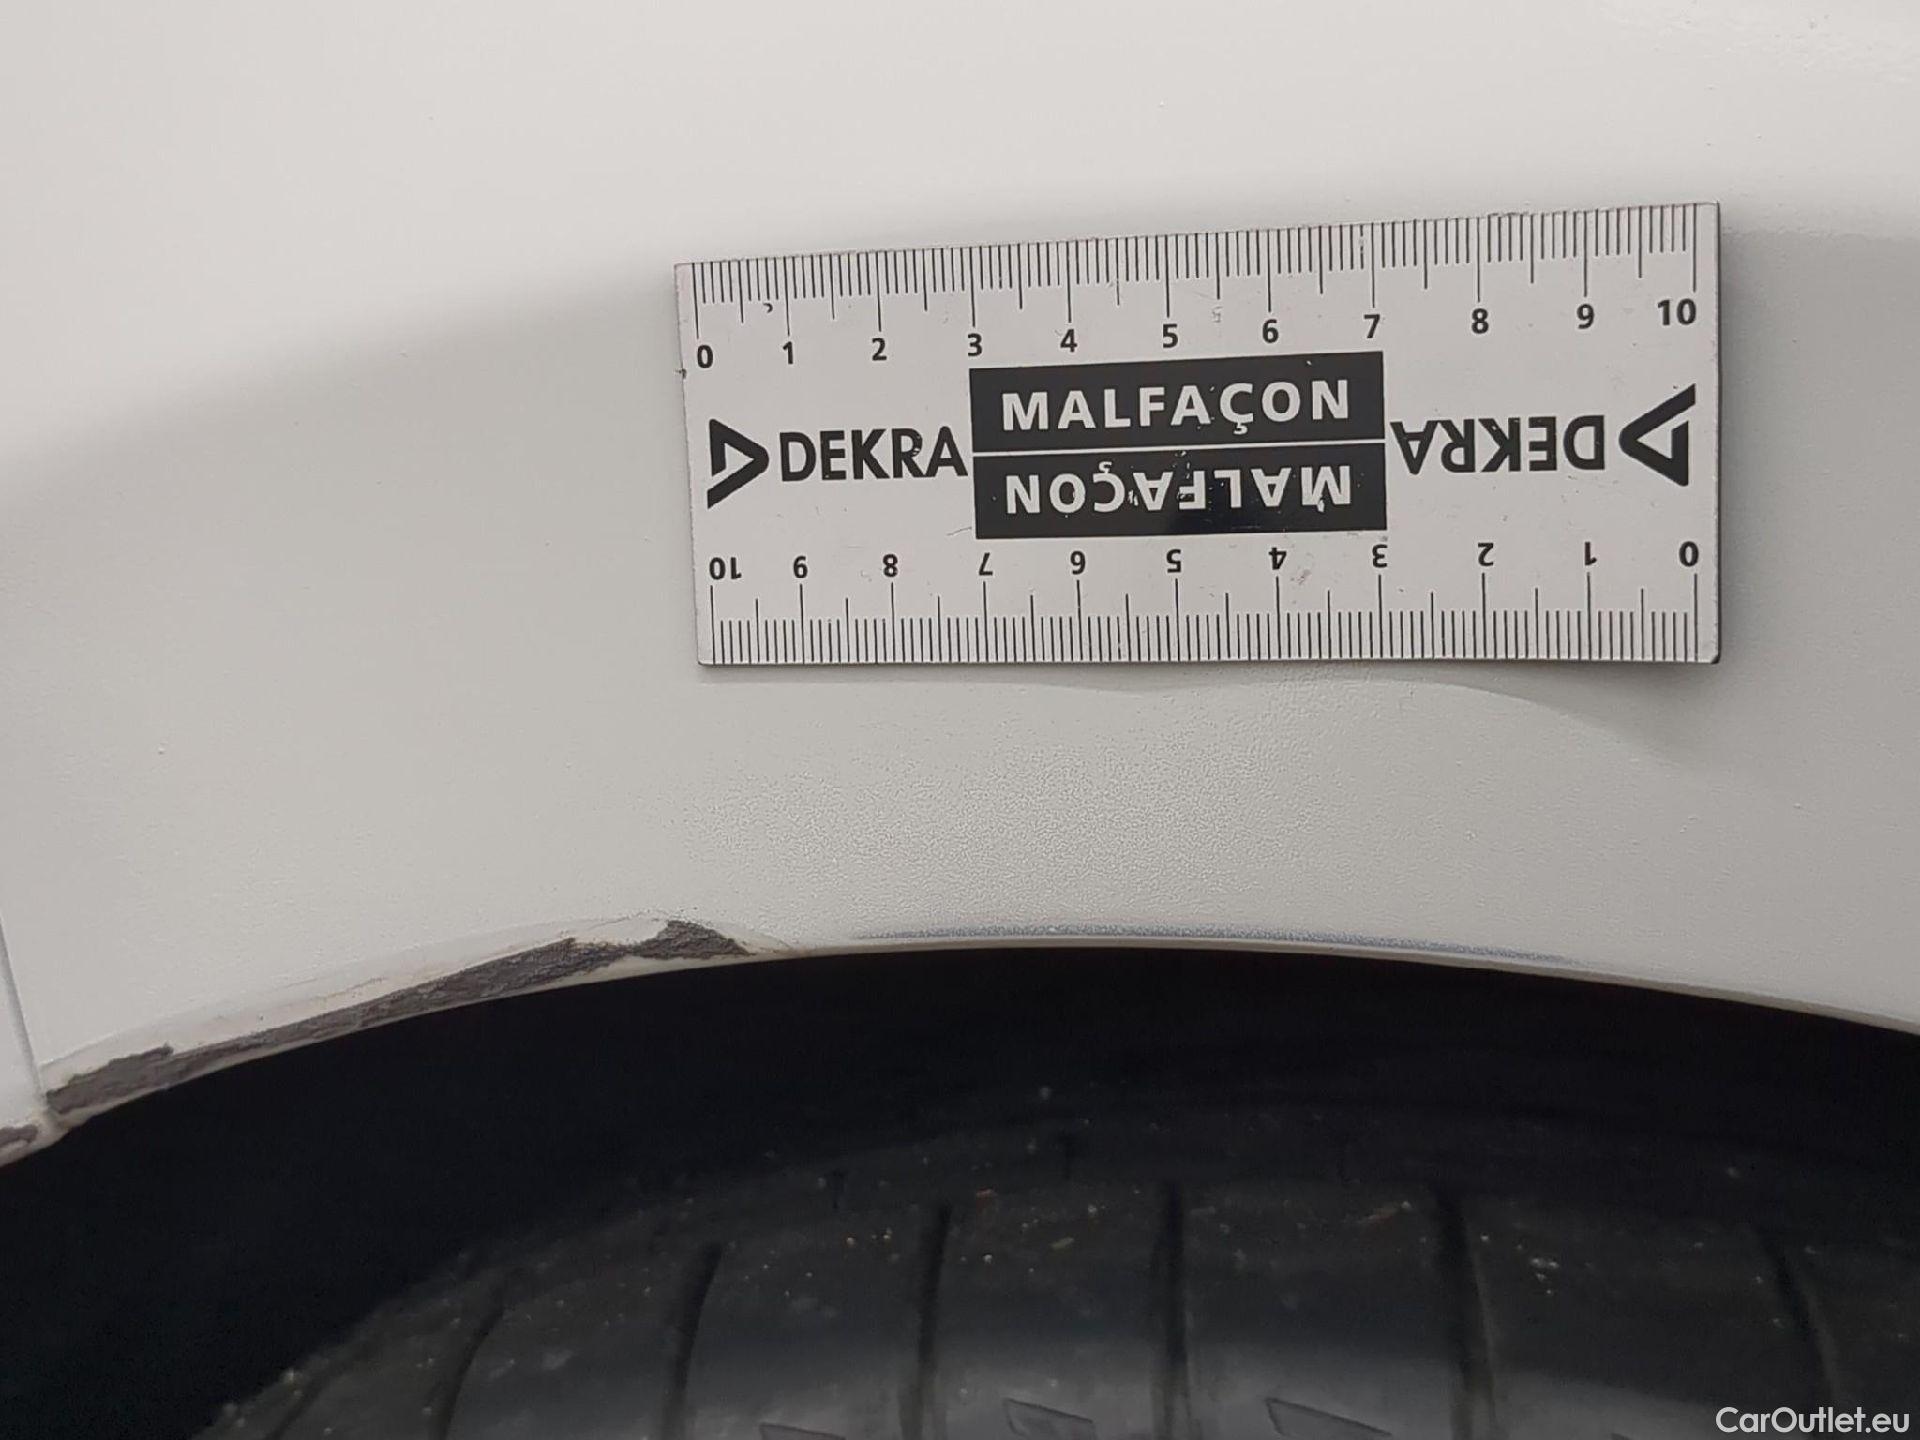 0 1 2 3 4 5 6 7 8 9 10
DEKRA MALFAÇON DEKRA
MALFAÇON
10 9 8 7 6 5 4 3 2 1 0
CarOutlet.eu